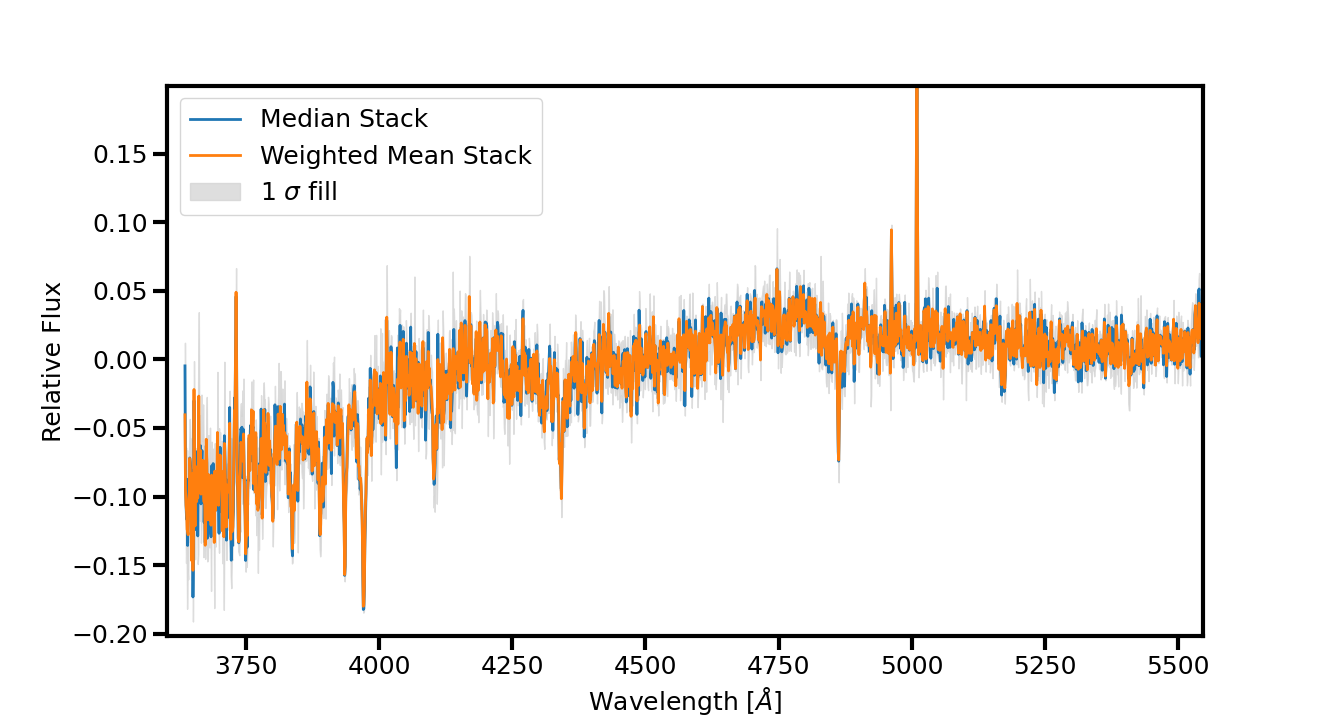 Median Stack
Weighted Mean Stack
1 σ fill
0.15
0.10
0.05
0.00
−0.05
−0.10
−0.15
−0.20
Relative Flux
3750 4000 4250 4500 4750 5000 5250 5500
Wavelength [Å]